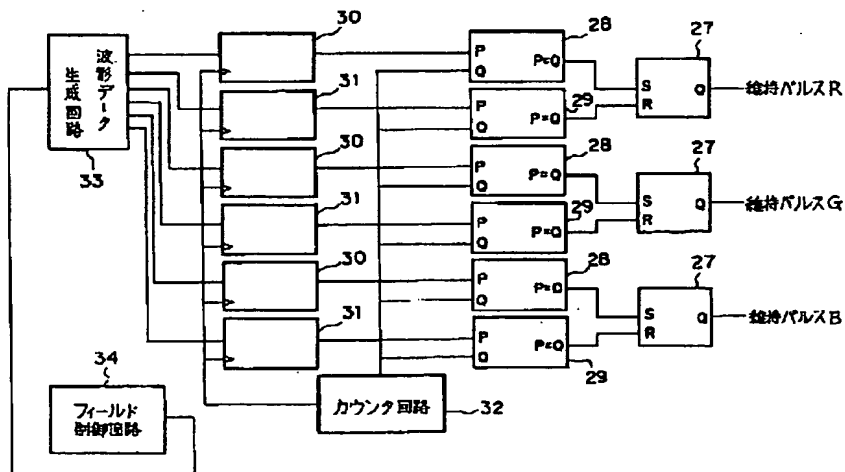 30
28
27
波形データ
生成回路
P
Q
P=Q
S
R
Q
維持パルスR
31
29
33
P
Q
P=Q
30
28
27
P
Q
P=Q
S
R
Q
維持パルスG
31
29
P
Q
P=Q
30
28
27
P
Q
P=Q
S
R
Q
維持パルスB
31
P
Q
P=Q
29
34
フィールド
制御回路
カウンタ回路
32